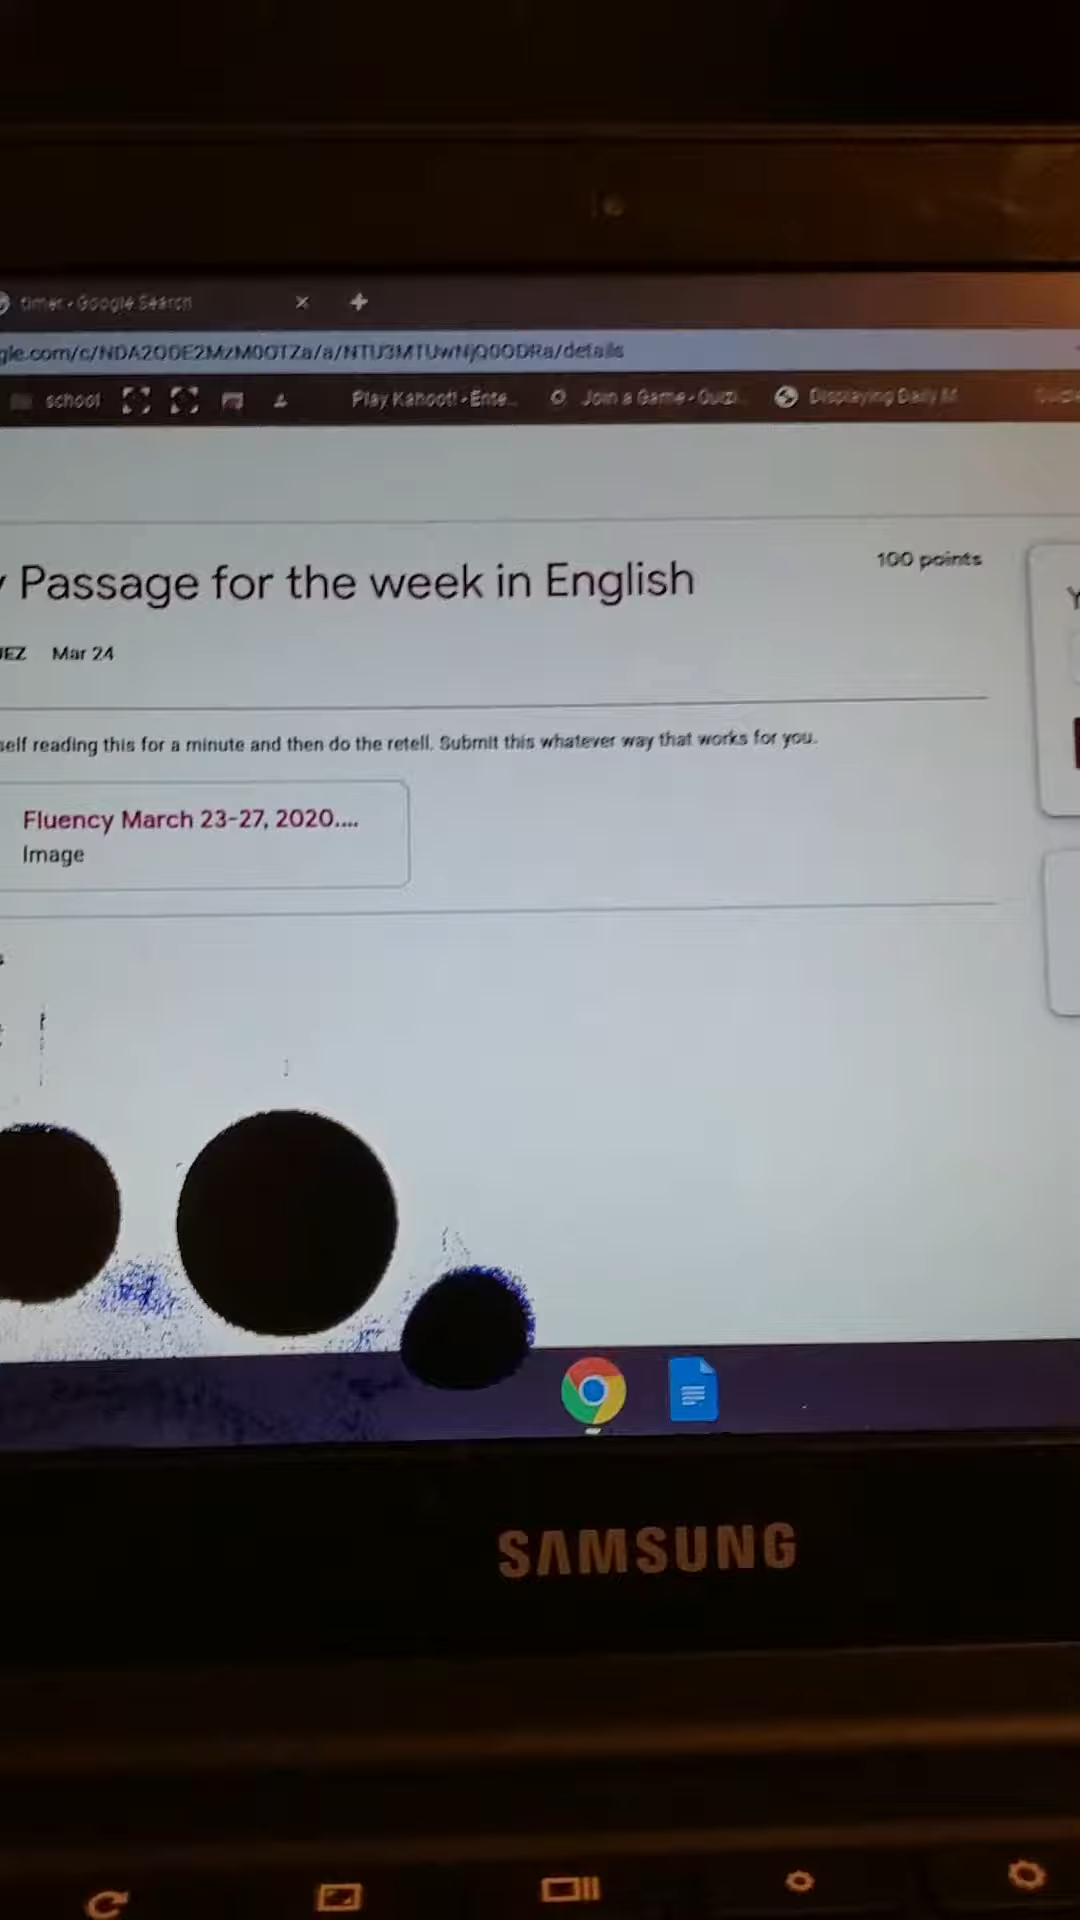 timer - Google Search
school Play Kahoot! - Ente... Join a Game - Quizi... Displaying Daily M
Passage for the week in English
100 points
Mar 24
self reading this for a minute and then do the retell. Submit this whatever way that works for you.
Fluency March 23-27, 2020....
Image
SAMSUNG